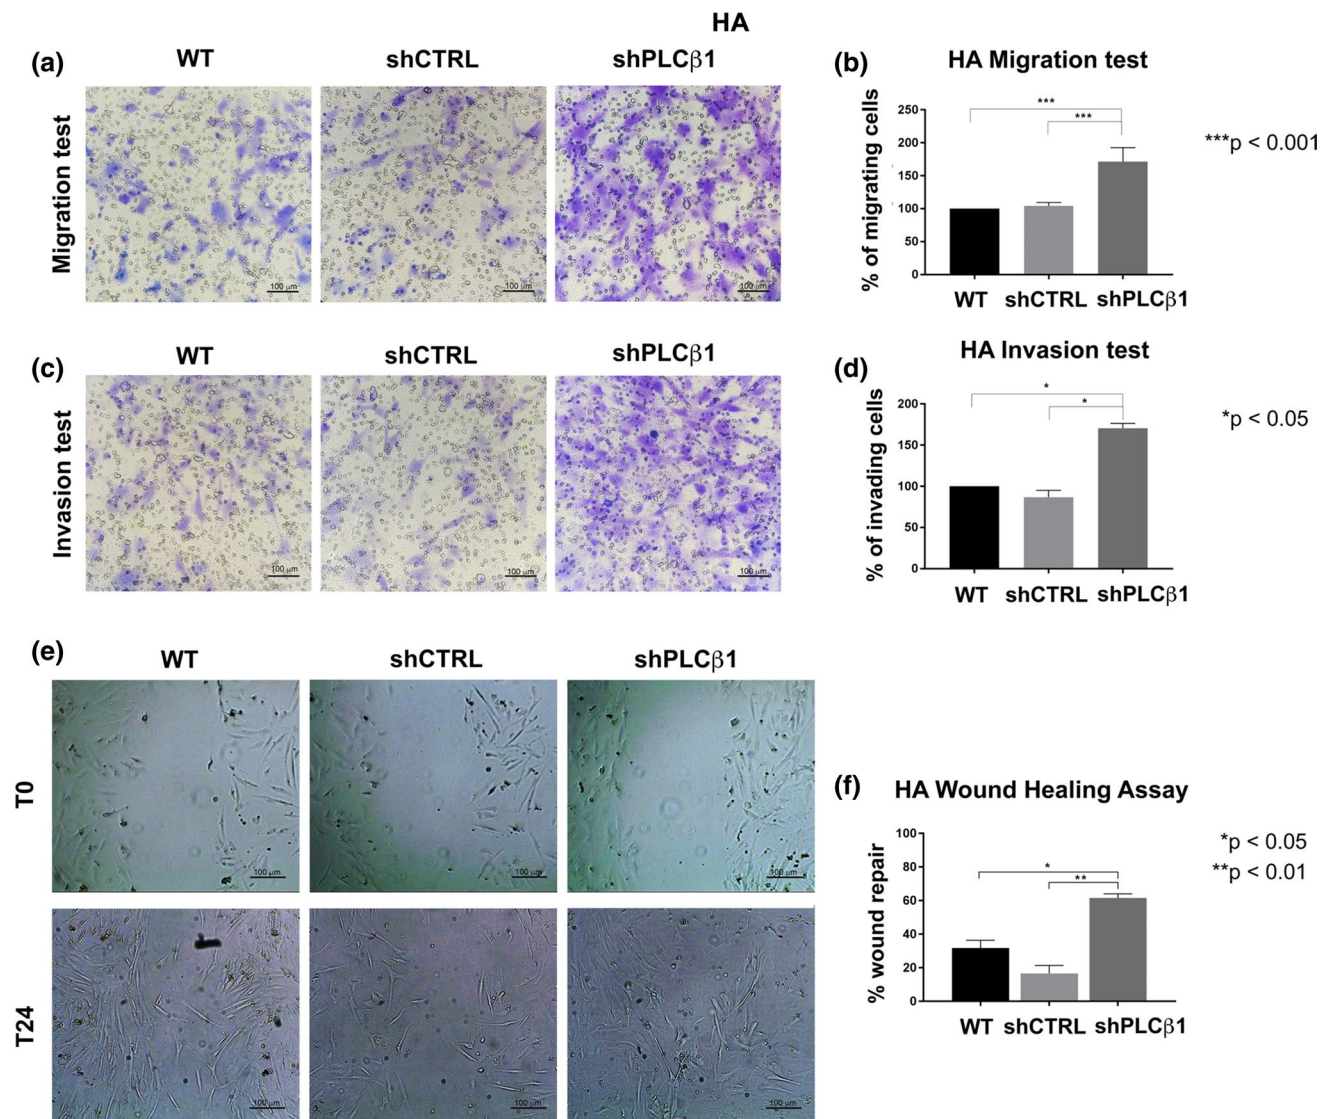 HA
(a)
WT
shCTRL
shPLCβ1
Migration test
100 μm
100 μm
100 μm
(b)
HA Migration test
% of migrating cells
250
200
150
100
50
0
***
***
WT
shCTRL
shPLCβ1
***p < 0.001
(c)
WT
shCTRL
shPLCβ1
Invasion test
100 μm
100 μm
100 μm
(d)
HA Invasion test
% of invading cells
200
150
100
50
0
*
*
WT
shCTRL
shPLCβ1
*p < 0.05
(e)
WT
shCTRL
shPLCβ1
T0
100 μm
100 μm
100 μm
T24
100 μm
100 μm
100 μm
(f)
HA Wound Healing Assay
% wound repair
100
80
60
40
20
0
*
**
WT
shCTRL
shPLCβ1
*p < 0.05
**p < 0.01